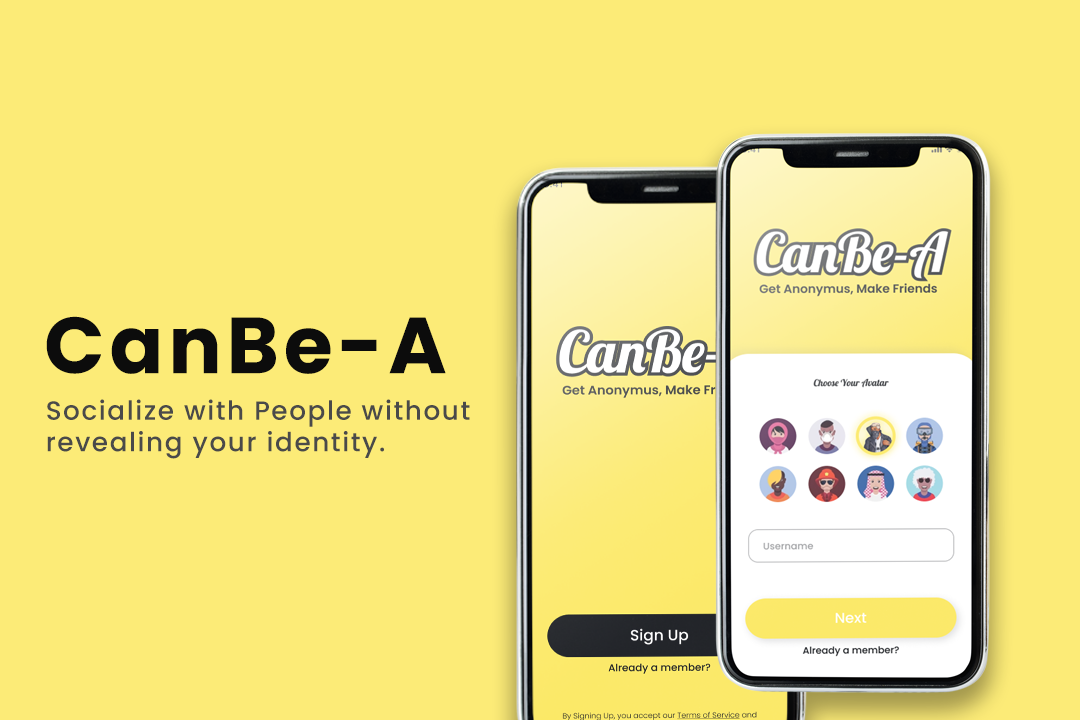 CanBe-A
Socialize with People without
revealing your identity.
CanBe-
Get Anonymus, Make Fr
Sign Up
Already a member?
By Signing Up, you accept our Terms of Service and
CanBe-A
Get Anonymus, Make Friends
Choose Your Avatar
Username
Next
Already a member?